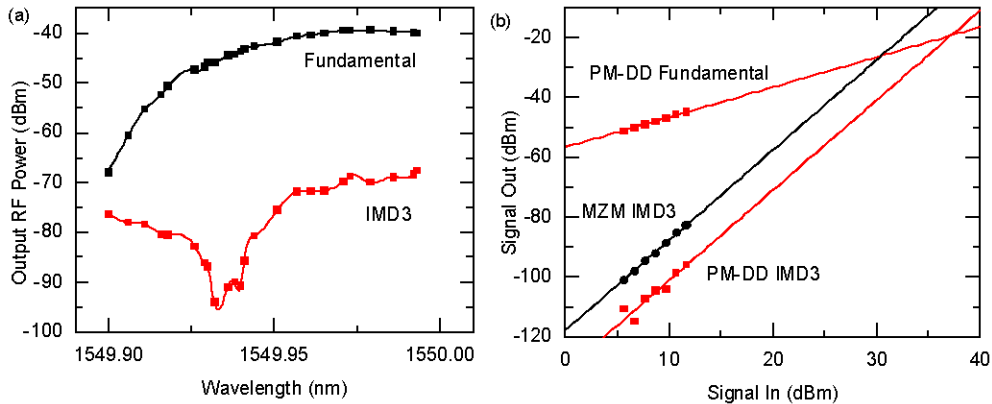 (a)
-40
-50
-60
-70
-80
-90
-100
Output RF Power (dBm)
Fundamental
IMD3
1549.90
1549.95
1550.00
Wavelength (nm)
(b)
-20
-40
-60
-80
-100
-120
Signal Out (dBm)
PM-DD Fundamental
MZM IMD3
PM-DD IMD3
0
10
20
30
40
Signal In (dBm)